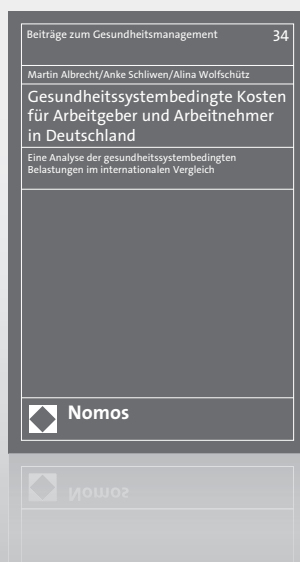 Beiträge zum Gesundheitsmanagement 34
Martin Albrecht/Anke Schliwen/Alina Wolfschütz
Gesundheitssystembedingte Kosten
für Arbeitgeber und Arbeitnehmer
in Deutschland
Eine Analyse der gesundheitssystembedingten
Belastungen im internationalen Vergleich
Nomos
Nomos